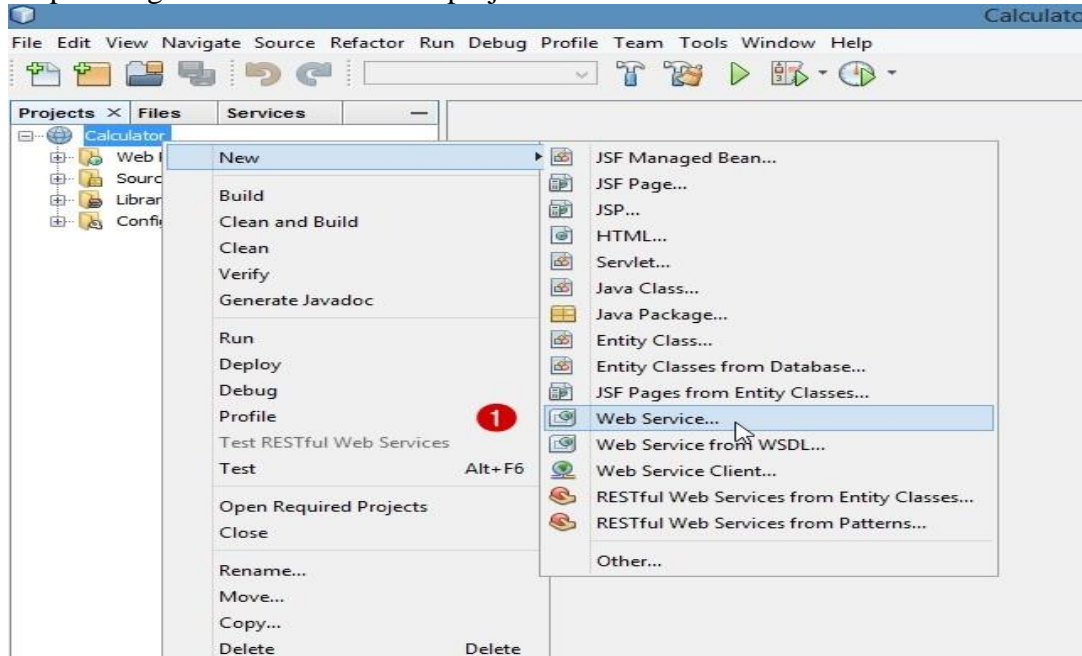 Calculato
File Edit View Navigate Source Refactor Run Debug Profile Team Tools Window Help
Projects Files Services
Calculator
Web
Sourc
Librar
Confi
New
Build
Clean and Build
Clean
Verify
Generate Javadoc
Run
Deploy
Debug
Profile
Test RESTful Web Services
Test Alt+F6
Open Required Projects
Close
Rename...
Move...
Copy...
Delete Delete
1
JSF Managed Bean...
JSF Page...
JSP...
HTML...
Servlet...
Java Class...
Java Package...
Entity Class...
Entity Classes from Database...
JSF Pages from Entity Classes...
Web Service...
Web Service from WSDL...
Web Service Client...
RESTful Web Services from Entity Classes...
RESTful Web Services from Patterns...
Other...